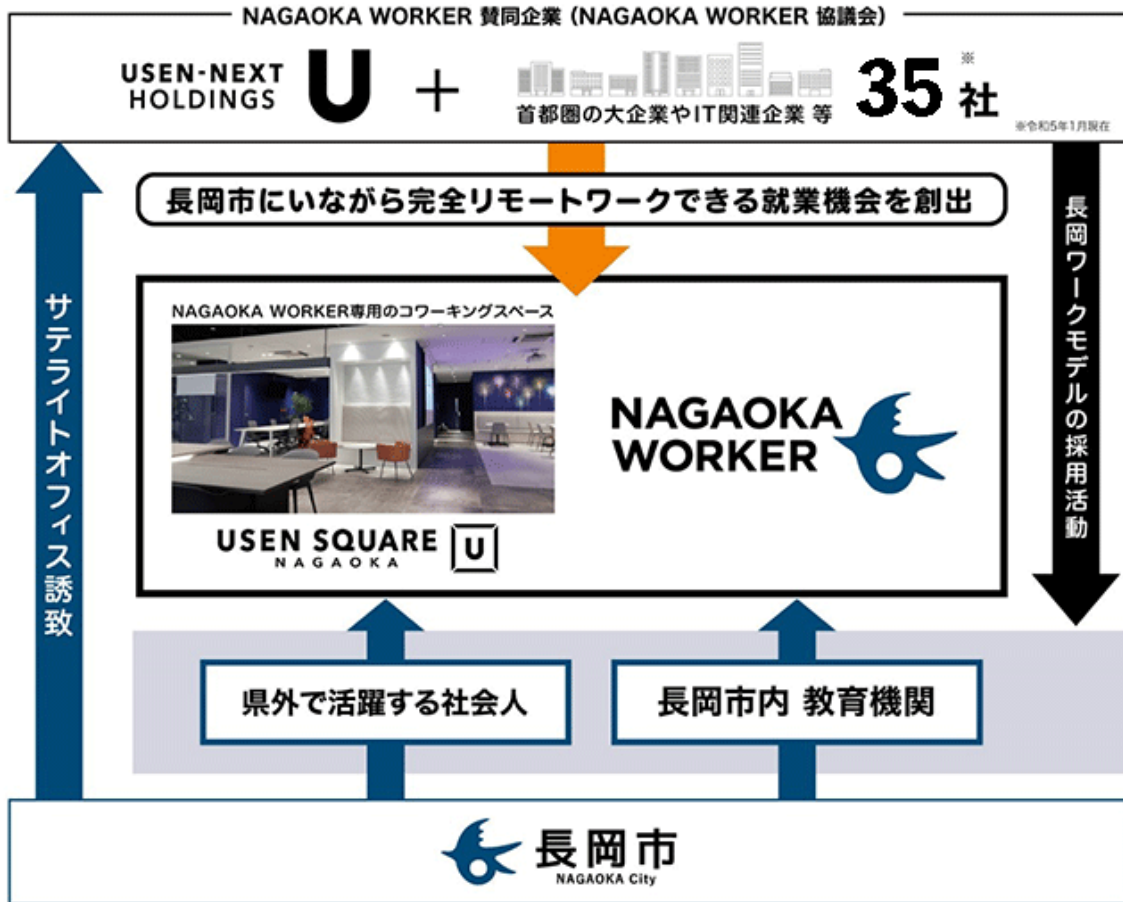 NAGAOKA WORKER 賛同企業（NAGAOKA WORKER 協議会）
USEN-NEXT
HOLDINGS
U
+
首都圏の大企業やIT関連企業 等
35社
※
※令和5年1月現在
長岡市にいながら完全リモートワークできる就業機会を創出
サテライトオフィス誘致
長岡ワークモデルの採用活動
NAGAOKA WORKER専用のコワーキングスペース
USEN SQUARE
NAGAOKA
U
NAGAOKA
WORKER
県外で活躍する社会人
長岡市内 教育機関
長岡市
NAGAOKA City